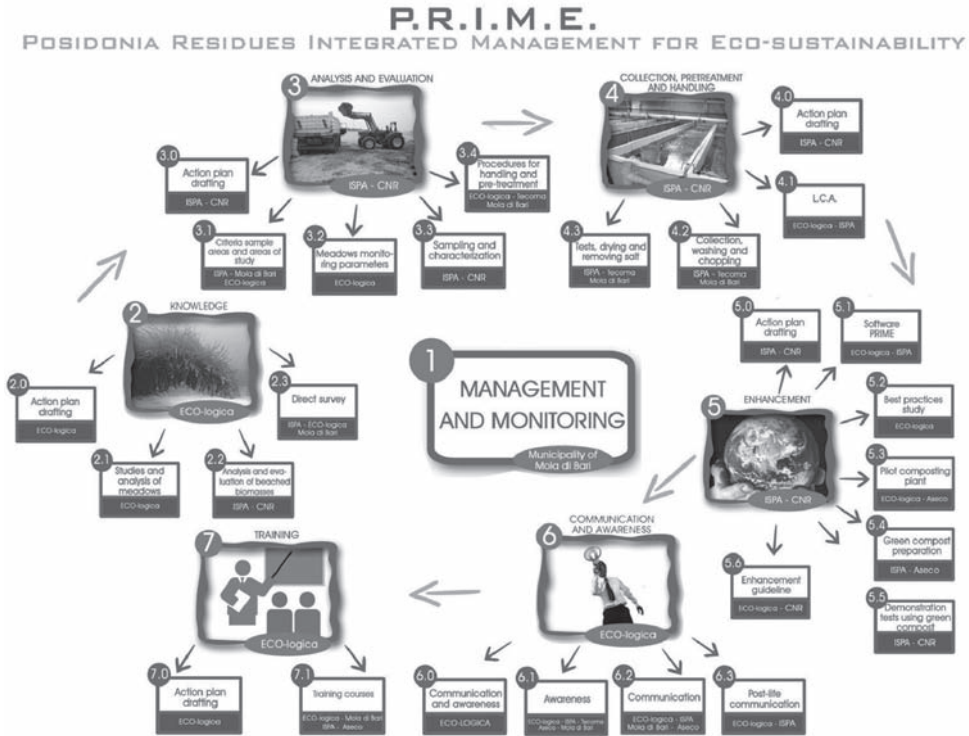 P.R.I.M.E.
POSIDONIA RESIDUES INTEGRATED MANAGEMENT FOR ECO-SUSTAINABILITY
1
MANAGEMENT
AND MONITORING
Municipality of
Mola di Bari
2
KNOWLEDGE
ECO-logica
2.0
Action plan
drafting
ECO-logica
2.1
Studies and
analysis of
meadows
ECO-logica
2.2
Analysis and eva-
luation of beached
biomasses
ISPA - CNR
2.3
Direct survey
ISPA - ECO-logica
Mola di Bari
3
ANALYSIS AND EVALUATION
ISPA - CNR
3.0
Action plan
drafting
ISPA - CNR
3.1
Criteria sample
areas and areas of
study
ISPA - Mola di Bari
ECO-logica
3.2
Meadows monito-
ring parameters
ECO-logica
3.3
Sampling and
characterization
ISPA - CNR
3.4
Procedures for
handling and
pre-treatment
ECO-logica - Tecoma
Mola di Bari
4
COLLECTION, PRETREATMENT
AND HANDLING
ISPA - CNR
4.0
Action plan
drafting
ISPA - CNR
4.1
L.C.A.
ECO-logica - ISPA
4.2
Collection,
washing and
chopping
ISPA - Tecoma
Mola di Bari
4.3
Tests, drying and
removing salt
ISPA - Tecoma
Mola di Bari
5
ENHANCEMENT
ISPA - CNR
5.0
Action plan
drafting
ISPA - CNR
5.1
Software
PRIME
ECO-logica - ISPA
5.2
Best practices
study
ECO-logica
5.3
Pilot composting
plant
ECO-logica - Aseco
5.4
Green compost
preparation
ISPA - Aseco
5.5
Demonstration
tests using green
compost
ISPA - CNR
5.6
Enhancement
guideline
ECO-logica - CNR
6
COMMUNICATION
AND AWARENESS
ECO-logica
6.0
Communication
and awareness
ECO-LOGICA
6.1
Awareness
ECO-logica - ISPA - Tecoma
Aseco - Mola di Bari
6.2
Communication
ECO-logica - ISPA
Mola di Bari - Aseco
6.3
Post-life
communication
ECO-logica - ISPA
7
TRAINING
ECO-logica
7.0
Action plan
drafting
ECO-logica
7.1
Training courses
ECO-logica - Mola di Bari
ISPA - Aseco